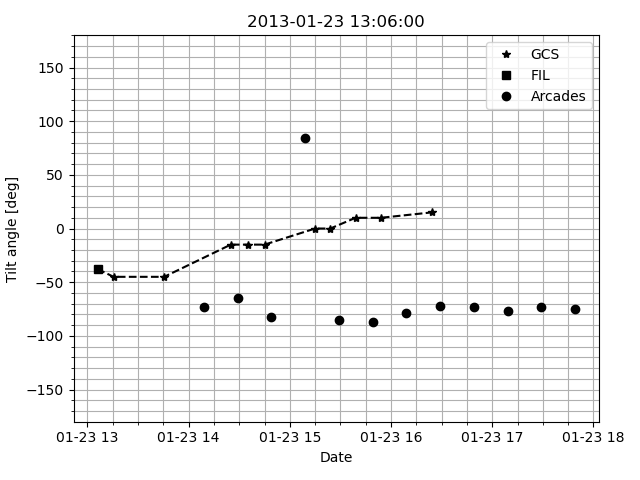 2013-01-23 13:06:00
GCS
FIL
Arcades
150
100
50
0
−50
−100
−150
Tilt angle [deg]
01-23 13 01-23 14 01-23 15 01-23 16 01-23 17 01-23 18
Date